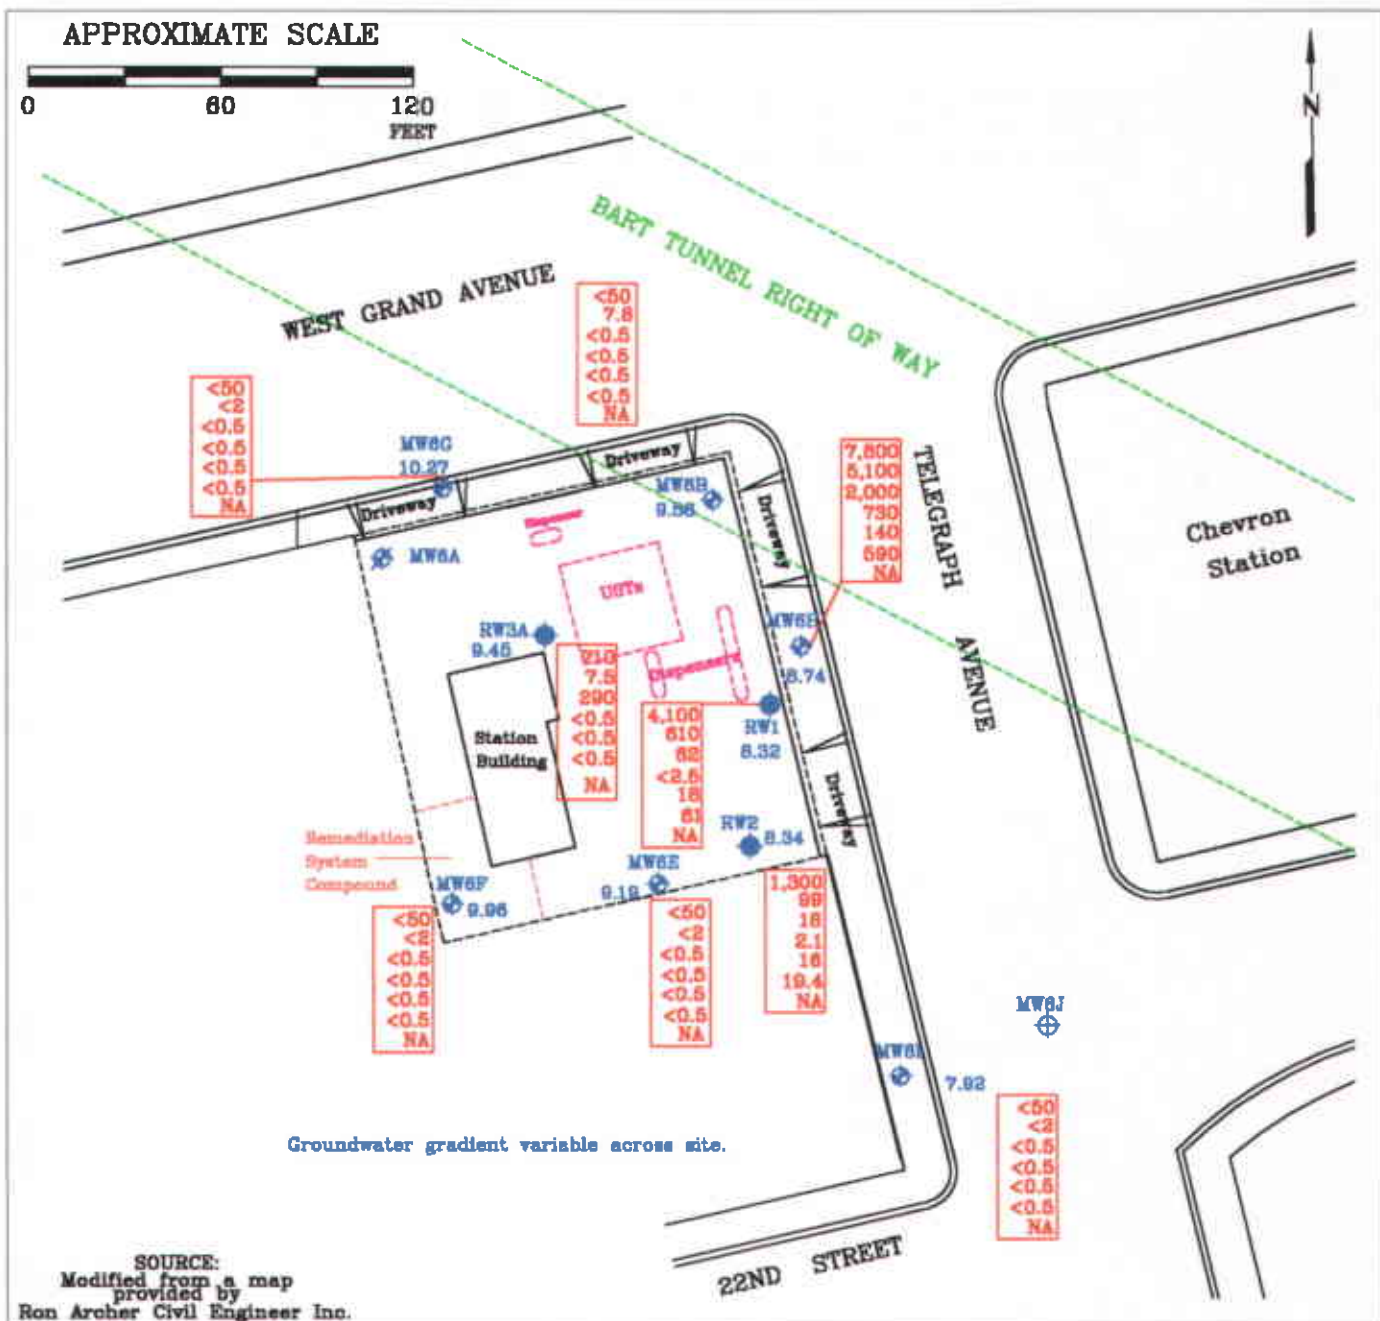 APPROXIMATE SCALE
0 60 120
FEET
N
BART TUNNEL RIGHT OF WAY
WEST GRAND AVENUE
<50
7.8
<0.5
<0.5
<0.5
<0.5
NA
<50
<2
<0.5
<0.5
<0.5
<0.5
NA
MW6G
10.27
Driveway
Driveway
MW6B
9.56
Driveway
7,800
5,100
2,000
730
140
590
NA
TELEGRAPH
AVENUE
Chevron
Station
MW6A
Dispenser
USTs
Dispensers
RW3A
9.45
210
7.5
290
<0.5
<0.5
<0.5
NA
8.74
RW1
8.32
4,100
610
62
<2.5
18
61
NA
Station
Building
Driveway
RW2
8.34
Remediation
System
Compound
MW6F
9.96
MW6E
9.19
1,300
99
18
2.1
16
19.4
NA
<50
<2
<0.5
<0.5
<0.5
<0.5
NA
<50
<2
<0.5
<0.5
<0.5
<0.5
NA
MW6J
MW6I
7.92
<50
<2
<0.5
<0.5
<0.5
<0.5
NA
Groundwater gradient variable across site.
22ND STREET
SOURCE:
Modified from a map
provided by
Ron Archer Civil Engineer Inc.